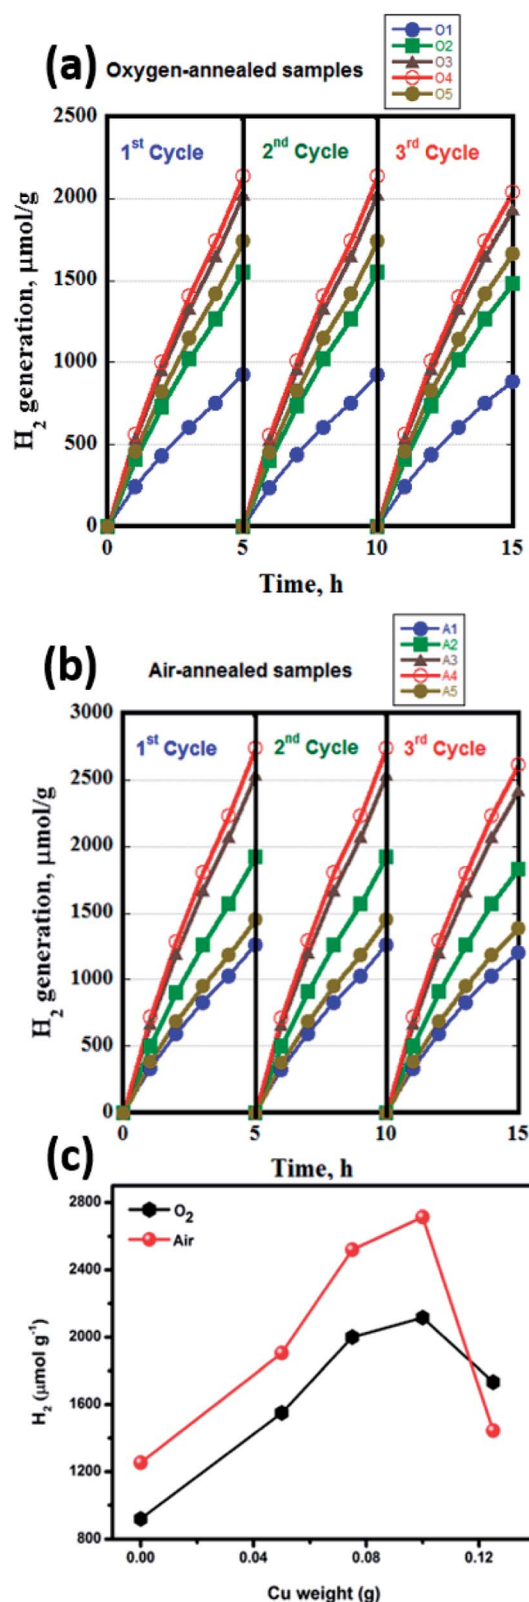 (a)
Oxygen-annealed samples
O1
O2
O3
O4
O5
2500
2000
1500
1000
500
0
H2 generation, μmol/g
1st Cycle
2nd Cycle
3rd Cycle
0
5
10
15
Time, h
(b)
Air-annealed samples
A1
A2
A3
A4
A5
3000
2500
2000
1500
1000
500
0
H2 generation, μmol/g
1st Cycle
2nd Cycle
3rd Cycle
0
5
10
15
Time, h
(c)
O2
Air
2800
2400
2000
1600
1200
800
H2 (μmol g-1)
0.00
0.04
0.08
0.12
Cu weight (g)